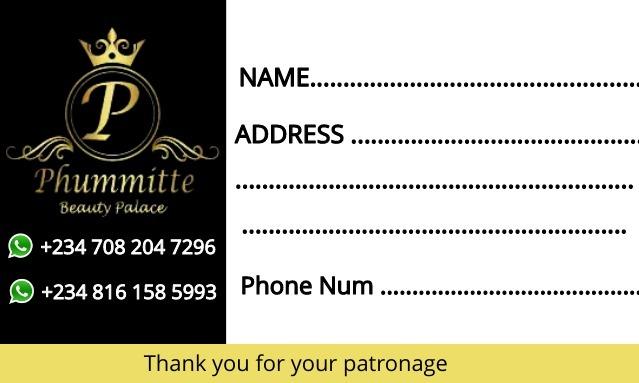 P
Phummitte
Beauty Palace
+234 708 204 7296
+234 816 158 5993
NAME..................................................
ADDRESS ............................................
..............................................................
............................................................
Phone Num ........................................
Thank you for your patronage